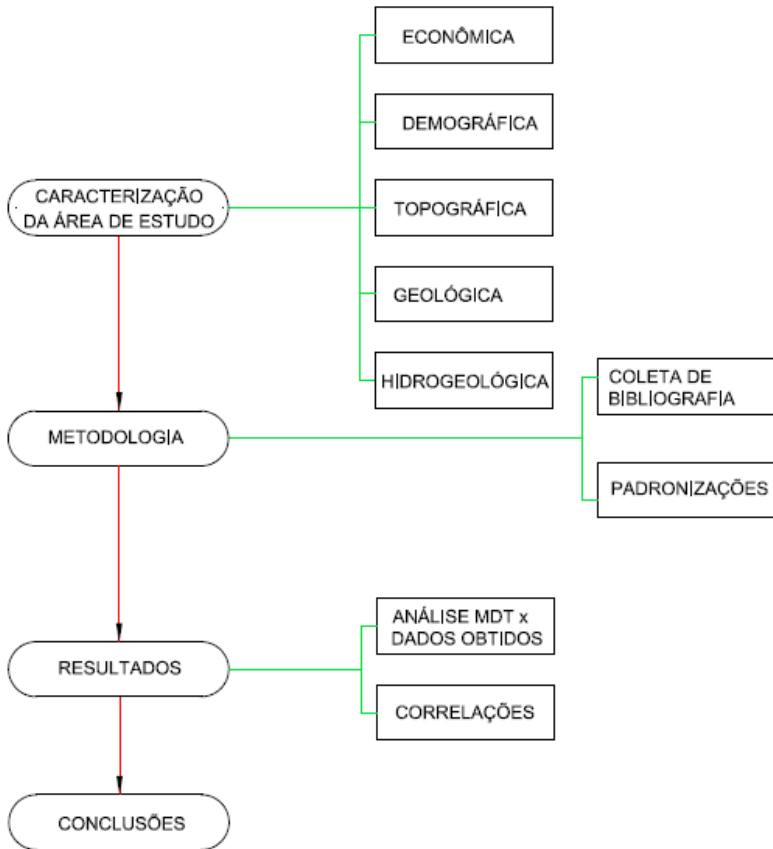 ECONÔMICA
DEMOGRÁFICA
CARACTERIZAÇÃO
DA ÁREA DE ESTUDO
TOPOGRÁFICA
GEOLÓGICA
HIDROGEOLÓGICA
COLETA DE
BIBLIOGRAFIA
METODOLOGIA
PADRONIZAÇÕES
ANÁLISE MDT x
DADOS OBTIDOS
RESULTADOS
CORRELAÇÕES
CONCLUSÕES